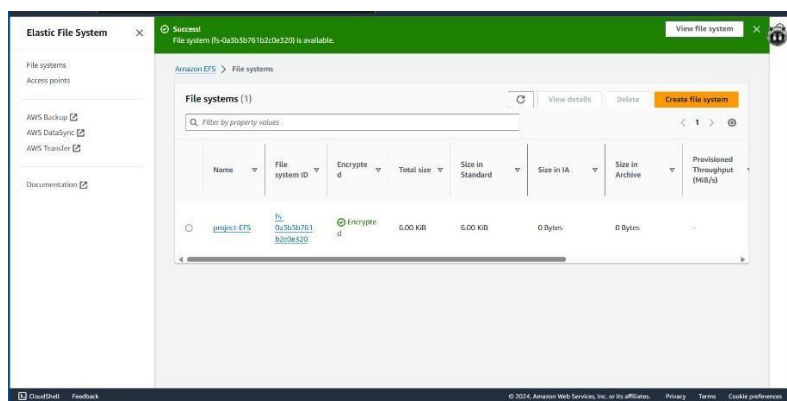 Elastic File System
File systems
Access points
AWS Backup
AWS DataSync
AWS Transfer
Documentation
Success!
File system (fs-0a3b3b761b2c0e320) is available.
View file system
Amazon EFS > File systems
File systems (1)
View details
Delete
Create file system
Filter by property values
1
Name
File
system ID
Encrypte
d
Total size
Size in
Standard
Size in IA
Size in
Archive
Provisioned
Throughput
(MiB/s)
project-EFS
fs-
0a3b3b761
b2c0e320
Encrypte
d
6.00 KiB
6.00 KiB
0 Bytes
0 Bytes
-
CloudShell
Feedback
© 2024, Amazon Web Services, Inc. or its affiliates.
Privacy
Terms
Cookie preferences